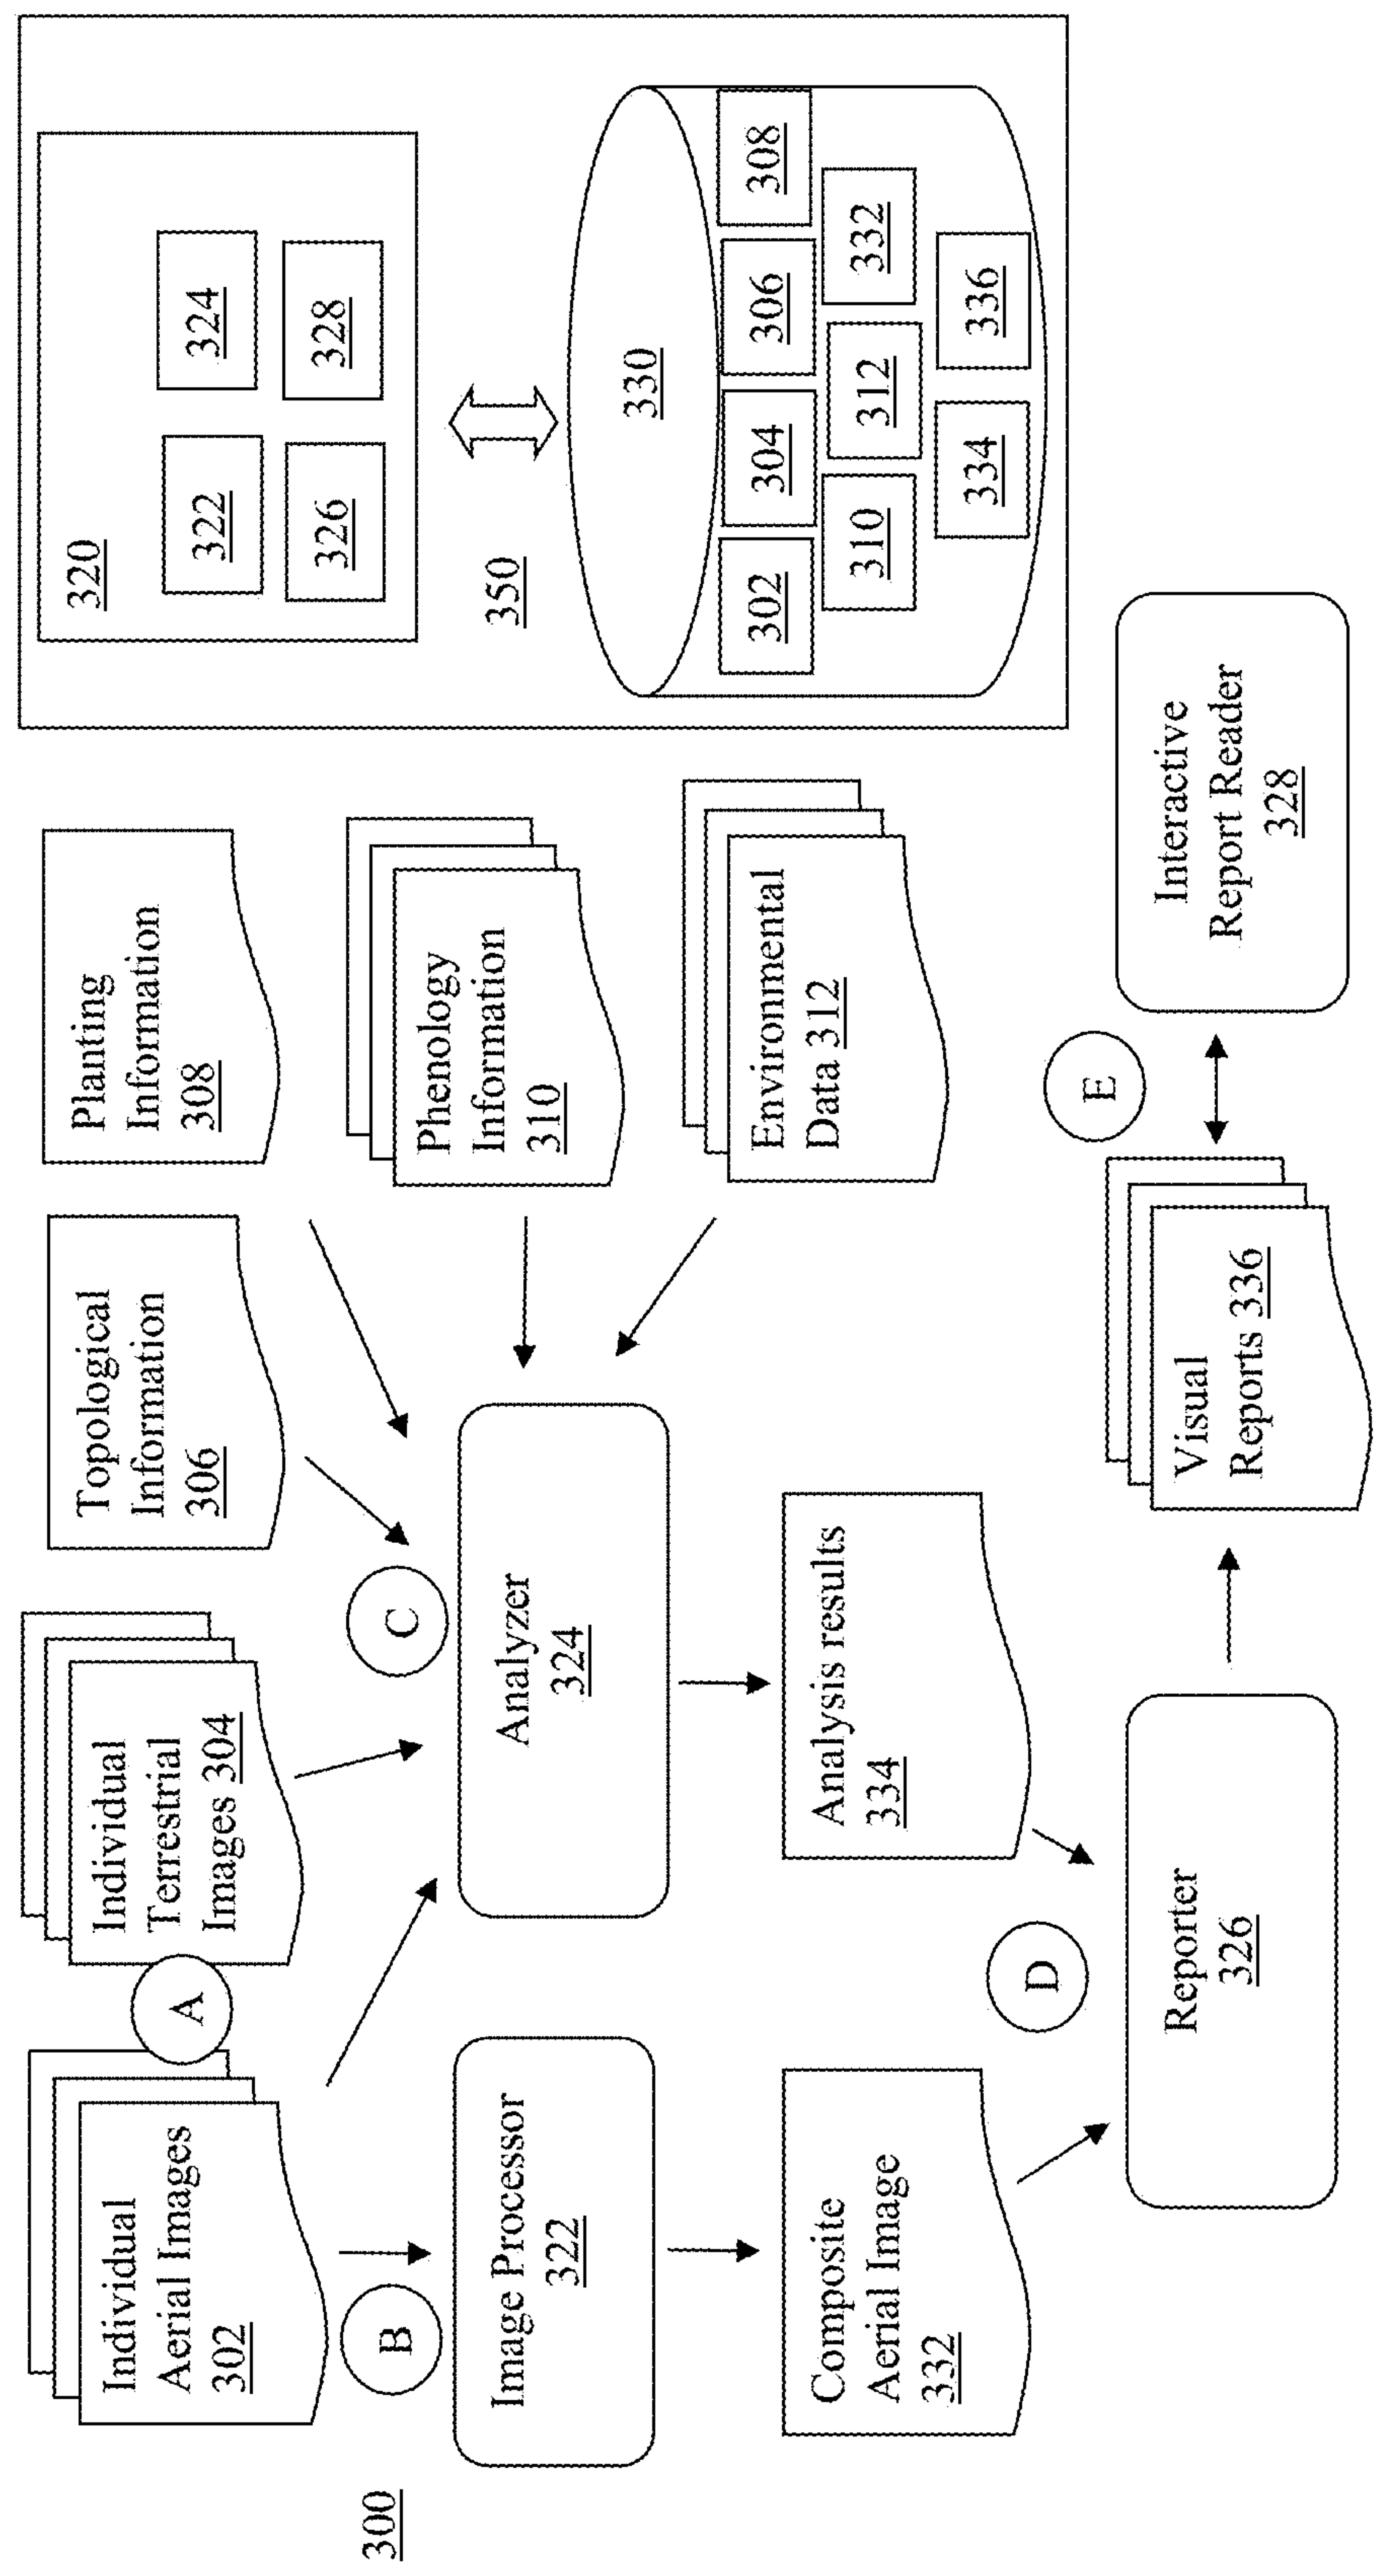 300
Individual
Aerial Images
302
A
Individual
Terrestrial
Images 304
Topological
Information
306
Planting
Information
308
Phenology
Information
310
Environmental
Data 312
B
C
Image Processor
322
Analyzer
324
Composite
Aerial Image
332
Analysis results
334
D
Reporter
326
Visual
Reports 336
E
Interactive
Report Reader
328
320
322
324
326
328
350
330
302
304
306
308
310
312
332
334
336